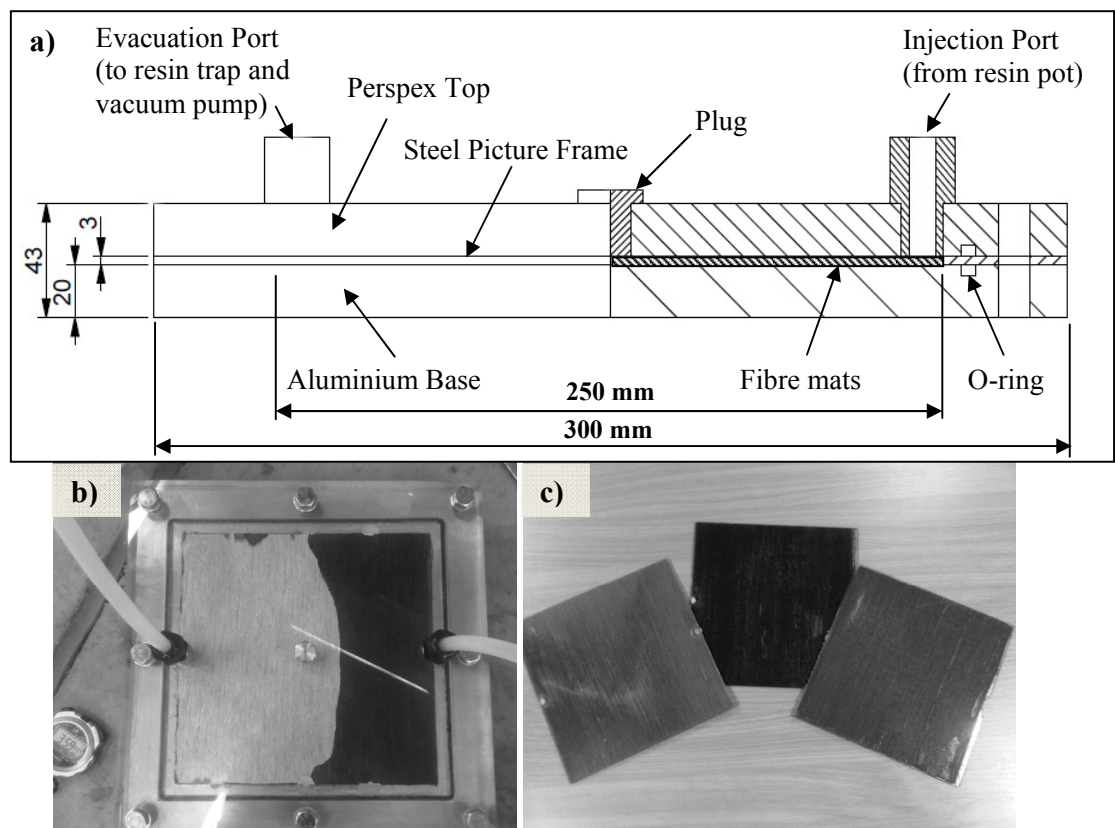 a)
Evacuation Port
(to resin trap and
vacuum pump)
Injection Port
(from resin pot)
Perspex Top
Plug
Steel Picture Frame
3
43
20
Aluminium Base
Fibre mats
O-ring
250 mm
300 mm
b)
c)